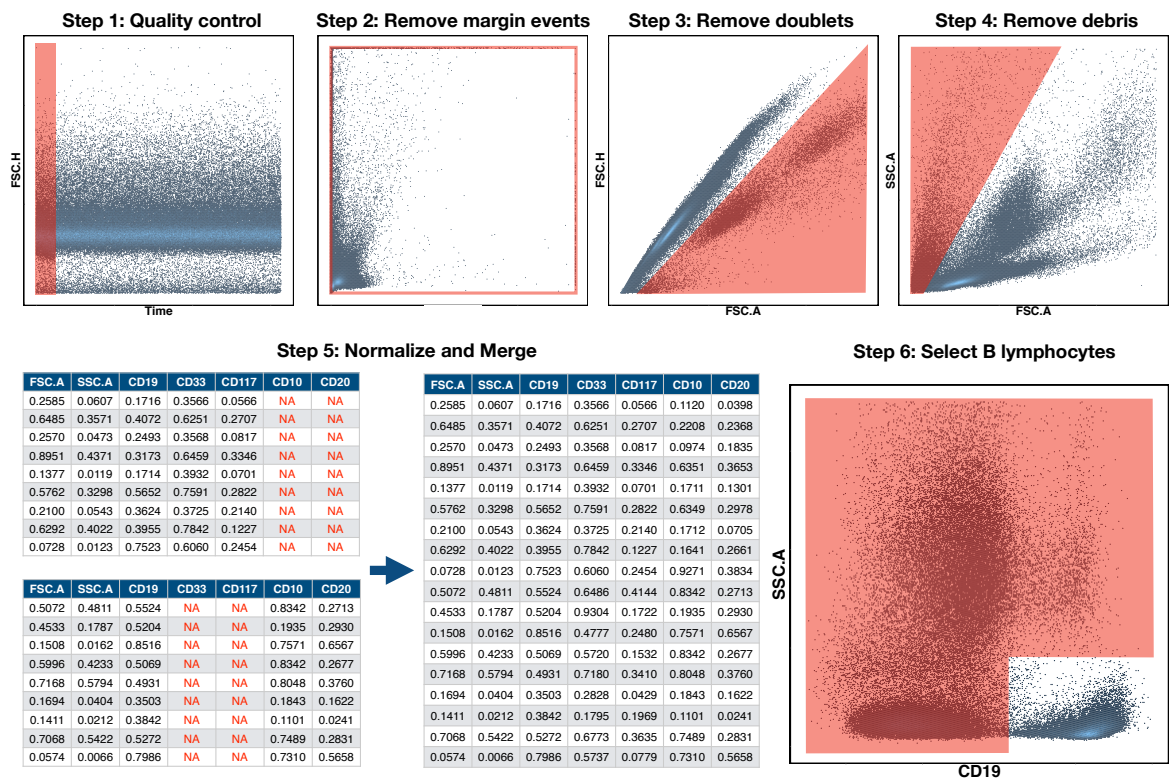 Step 1: Quality control
Step 2: Remove margin events
Step 3: Remove doublets
Step 4: Remove debris
FSC.H
Time
FSC.H
FSC.A
SSC.A
FSC.A
Step 5: Normalize and Merge
FSC.A SSC.A CD19 CD33 CD117 CD10 CD20
0.2585 0.0607 0.1716 0.3566 0.0566 NA NA
0.6485 0.3571 0.4072 0.6251 0.2707 NA NA
0.2570 0.0473 0.2493 0.3568 0.0817 NA NA
0.8951 0.4371 0.3173 0.6459 0.3346 NA NA
0.1377 0.0119 0.1714 0.3932 0.0701 NA NA
0.5762 0.3298 0.5652 0.7591 0.2822 NA NA
0.2100 0.0543 0.3624 0.3725 0.2140 NA NA
0.6292 0.4022 0.3955 0.7842 0.1227 NA NA
0.0728 0.0123 0.7523 0.6060 0.2454 NA NA
FSC.A SSC.A CD19 CD33 CD117 CD10 CD20
0.5072 0.4811 0.5524 NA NA 0.8342 0.2713
0.4533 0.1787 0.5204 NA NA 0.1935 0.2930
0.1508 0.0162 0.8516 NA NA 0.7571 0.6567
0.5996 0.4233 0.5069 NA NA 0.8342 0.2677
0.7168 0.5794 0.4931 NA NA 0.8048 0.3760
0.1694 0.0404 0.3503 NA NA 0.1843 0.1622
0.1411 0.0212 0.3842 NA NA 0.1101 0.0241
0.7068 0.5422 0.5272 NA NA 0.7489 0.2831
0.0574 0.0066 0.7986 NA NA 0.7310 0.5658
FSC.A SSC.A CD19 CD33 CD117 CD10 CD20
0.2585 0.0607 0.1716 0.3566 0.0566 0.1120 0.0398
0.6485 0.3571 0.4072 0.6251 0.2707 0.2208 0.2368
0.2570 0.0473 0.2493 0.3568 0.0817 0.0974 0.1835
0.8951 0.4371 0.3173 0.6459 0.3346 0.6351 0.3653
0.1377 0.0119 0.1714 0.3932 0.0701 0.1711 0.1301
0.5762 0.3298 0.5652 0.7591 0.2822 0.6349 0.2978
0.2100 0.0543 0.3624 0.3725 0.2140 0.1712 0.0705
0.6292 0.4022 0.3955 0.7842 0.1227 0.1641 0.2661
0.0728 0.0123 0.7523 0.6060 0.2454 0.9271 0.3834
0.5072 0.4811 0.5524 0.6486 0.4144 0.8342 0.2713
0.4533 0.1787 0.5204 0.9304 0.1722 0.1935 0.2930
0.1508 0.0162 0.8516 0.4777 0.2480 0.7571 0.6567
0.5996 0.4233 0.5069 0.5720 0.1532 0.8342 0.2677
0.7168 0.5794 0.4931 0.7180 0.3410 0.8048 0.3760
0.1694 0.0404 0.3503 0.2828 0.0429 0.1843 0.1622
0.1411 0.0212 0.3842 0.1795 0.1969 0.1101 0.0241
0.7068 0.5422 0.5272 0.6773 0.3635 0.7489 0.2831
0.0574 0.0066 0.7986 0.5737 0.0779 0.7310 0.5658
Step 6: Select B lymphocytes
SSC.A
CD19